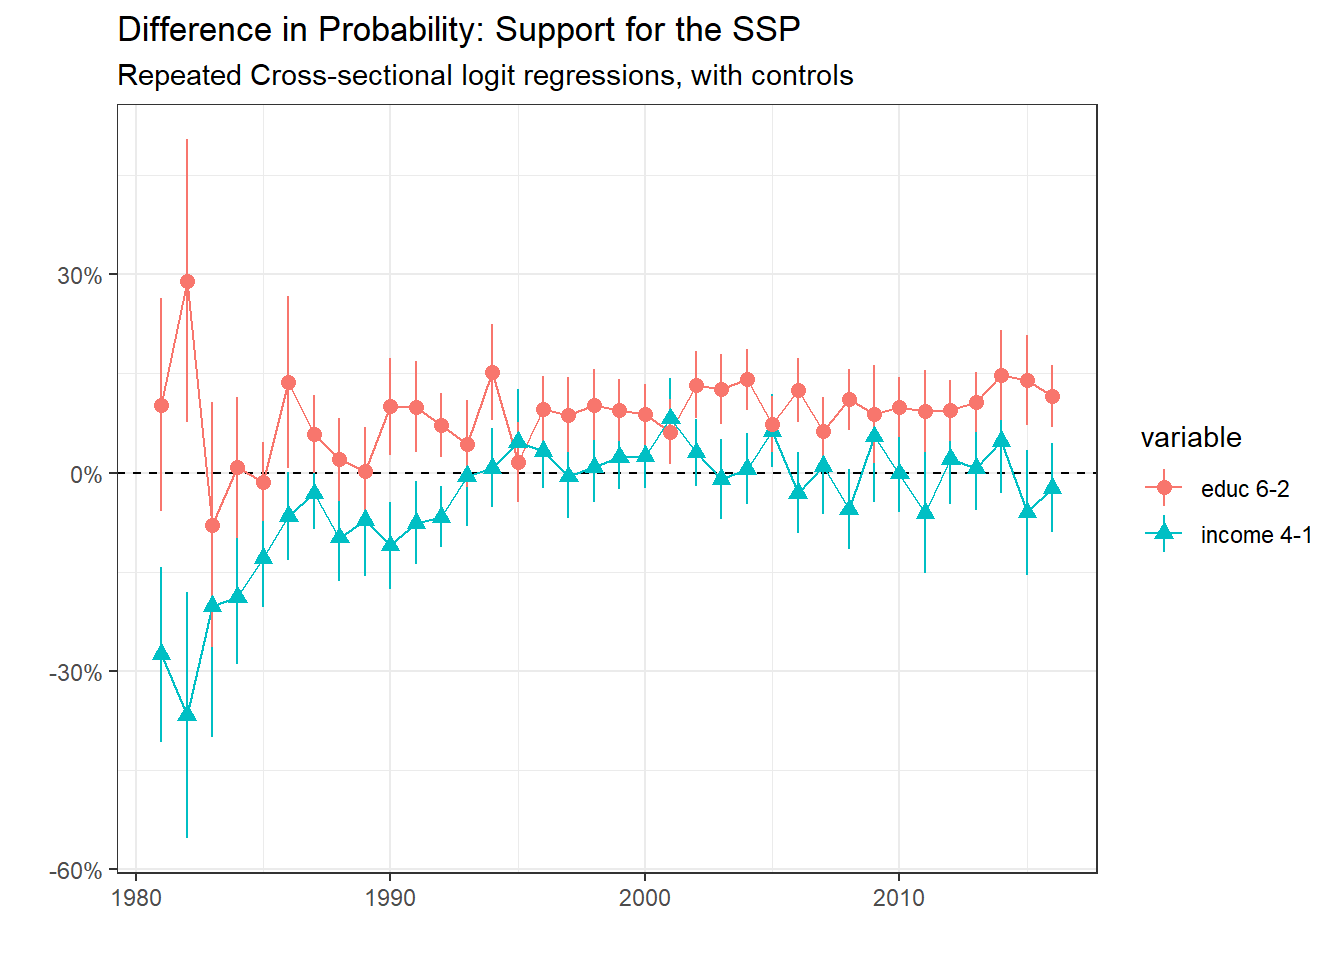 Difference in Probability: Support for the SSP
Repeated Cross-sectional logit regressions, with controls
30%
0%
-30%
-60%
1980
1990
2000
2010
variable
educ 6-2
income 4-1